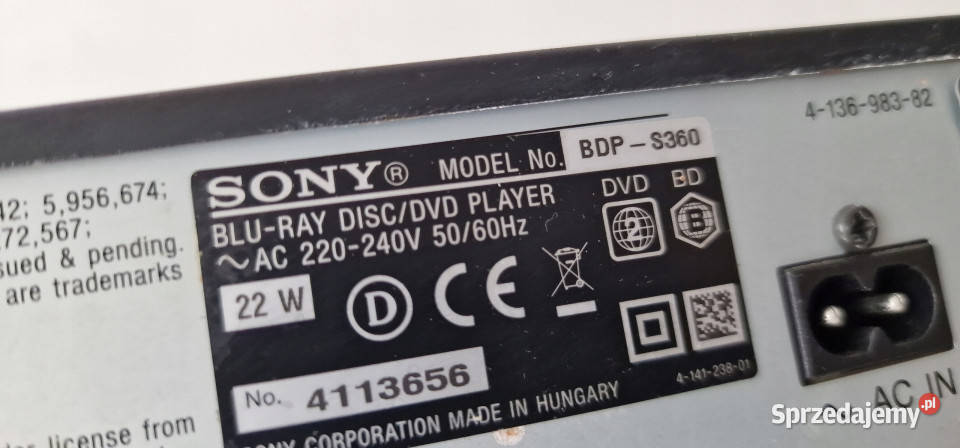 42; 5,956,674;
72,567;
sued & pending.
are trademarks
license from
4-136-983-82
SONY® MODEL No. BDP-S360
BLU-RAY DISC/DVD PLAYER
~AC 220-240V 50/60Hz
DVD BD
2 B
22 W
D CE
No. 4113656
4-141-238-01
SONY CORPORATION MADE IN HUNGARY
AC IN
Sprzedajemy.pl